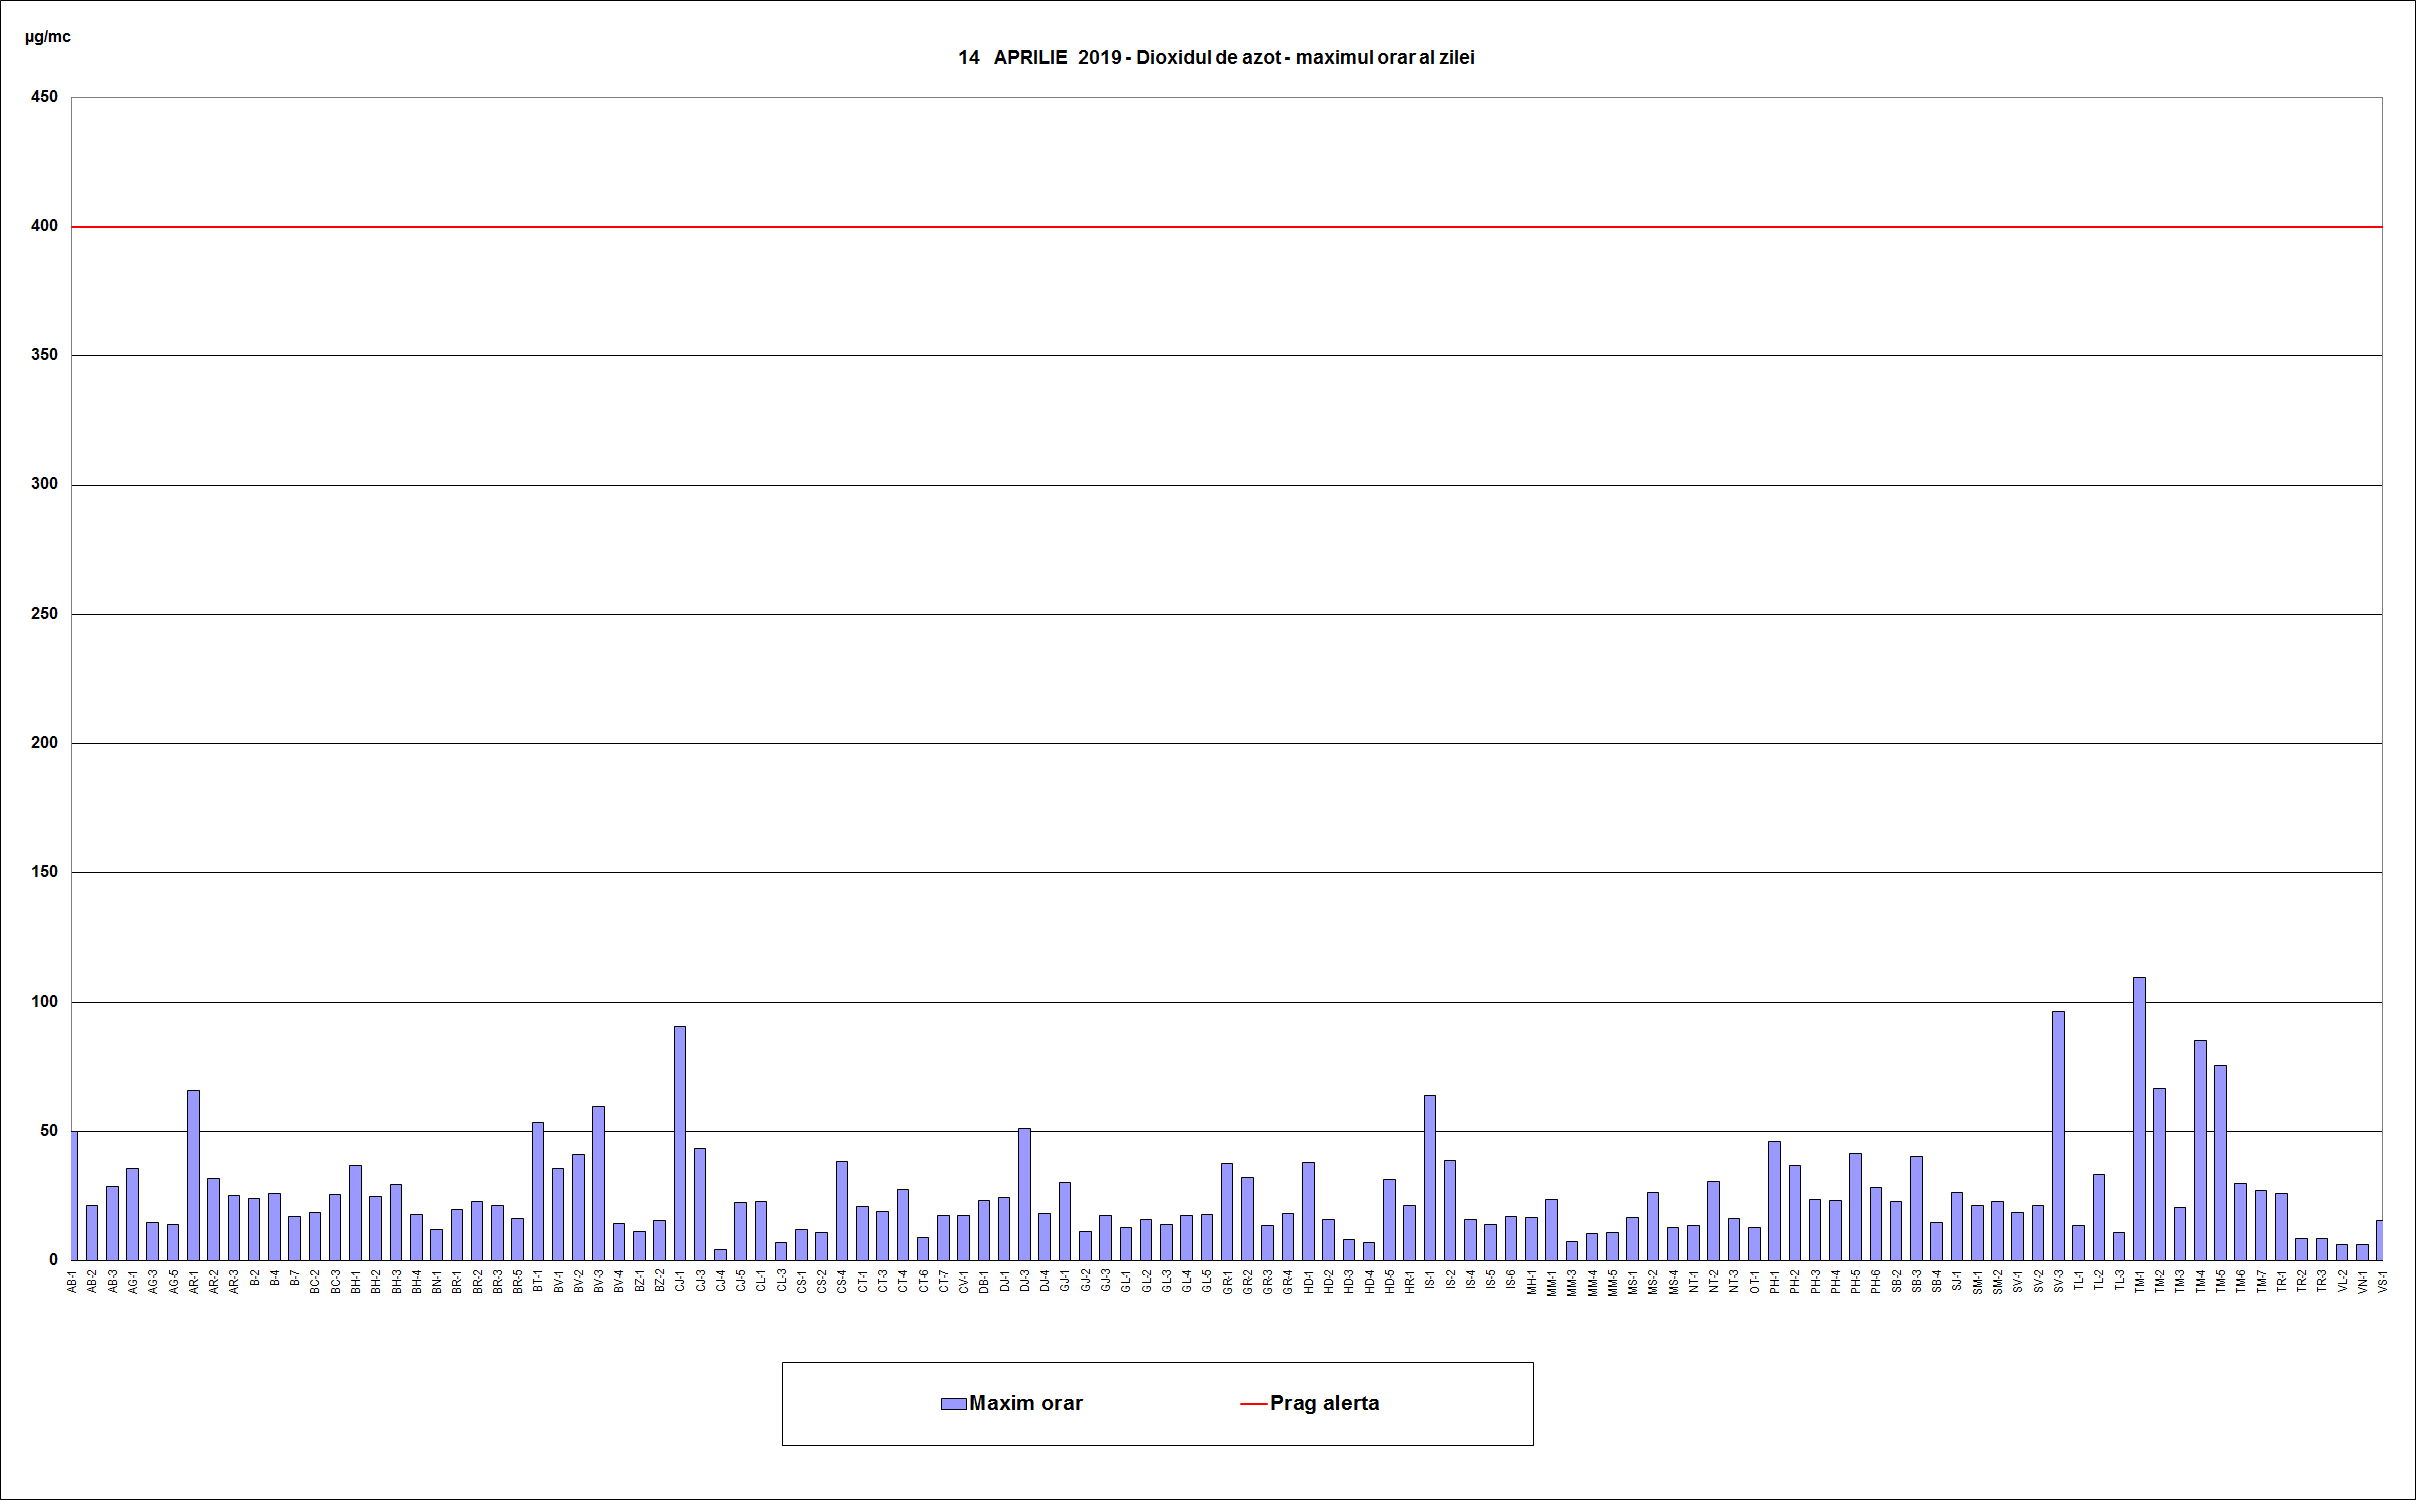 µg/mc
14 APRILIE 2019 - Dioxidul de azot - maximul orar al zilei
450
400
350
300
250
200
150
100
50
0
AB-1 AB-2 AB-3 AG-1 AG-3 AG-5 AR-1 AR-2 AR-3 B-2 B-4 B-7 BC-2 BC-3 BH-1 BH-2 BH-3 BH-4 BN-1 BR-1 BR-2 BR-3 BR-5 BT-1 BV-1 BV-2 BV-3 BV-4 BZ-1 BZ-2 CJ-1 CJ-3 CJ-4 CJ-5 CL-1 CL-3 CS-1 CS-2 CS-4 CT-1 CT-3 CT-4 CT-6 CT-7 CV-1 DB-1 DJ-1 DJ-3 DJ-4 GJ-1 GJ-2 GJ-3 GL-1 GL-2 GL-3 GL-4 GL-5 GR-1 GR-2 GR-3 GR-4 HD-1 HD-2 HD-3 HD-4 HD-5 HR-1 IS-1 IS-2 IS-4 IS-5 IS-6 MH-1 MM-1 MM-3 MM-4 MM-5 MS-1 MS-2 MS-4 NT-1 NT-2 NT-3 OT-1 PH-1 PH-2 PH-3 PH-4 PH-5 PH-6 SB-2 SB-3 SB-4 SJ-1 SM-1 SM-2 SV-1 SV-2 SV-3 TL-1 TL-2 TL-3 TM-1 TM-2 TM-3 TM-4 TM-5 TM-6 TM-7 TR-1 TR-2 TR-3 VL-2 VN-1 VS-1
Maxim orar Prag alerta